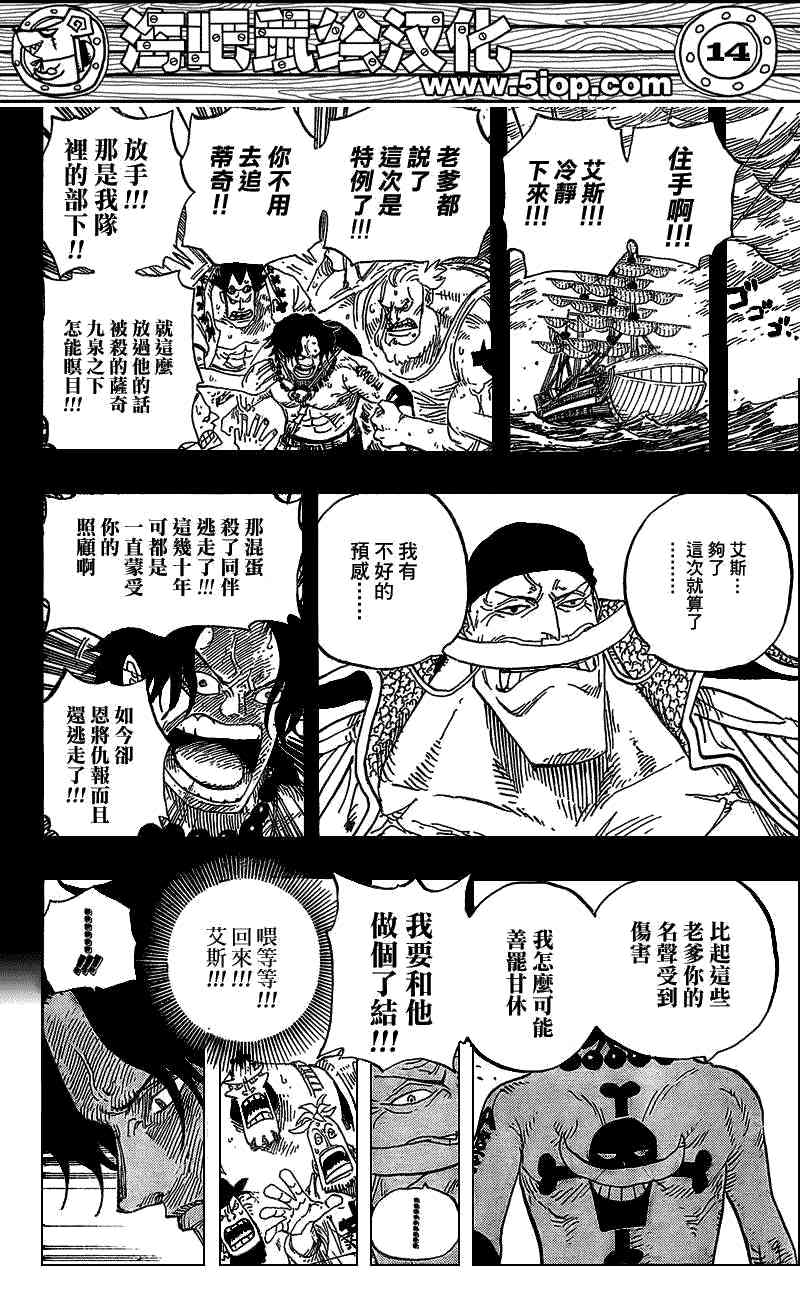 海贼动漫汉化
www.5iop.com
14
住手啊!!!
艾斯!!!
冷靜
下來!!!
ゴゴゴ
老爹都
說了
這次是
特例了!!!
你不用
去追
蒂奇!!
放手!!!
那是我隊
裡的部下!!
就這麼
放過他的話
被殺的薩奇
九泉之下
怎能瞑目!!!
艾斯…
夠了
這次就算了
………
我有
不好的
預感……
那混蛋
殺了同伴
逃走了!!!
這幾十年
可都是
一直蒙受
你的
照顧啊
如今卻
恩將仇報而且
還逃走了!!!
比起這些
老爹你的
名聲受到
傷害
我怎麼可能
善罷甘休
我要和他
做個了結!!!
………
喂等等!!!
回來!!!
艾斯!!!
………!!!